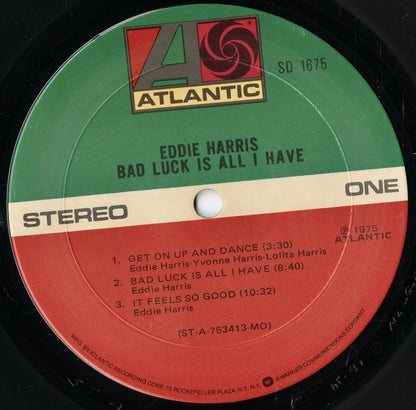 SD 1675
ATLANTIC
EDDIE HARRIS
BAD LUCK IS ALL I HAVE
STEREO
ONE
℗ 1975
ATLANTIC
1. GET ON UP AND DANCE (3:30)
Eddie Harris-Yvonne Harris-Lolita Harris
2. BAD LUCK IS ALL I HAVE (8:40)
Eddie Harris
3. IT FEELS SO GOOD (10:32)
Eddie Harris
(ST-A-753413-MO)
MFG. BY ATLANTIC RECORDING CORP., 75 ROCKEFELLER PLAZA, N.Y., N.Y. A WARNER COMMUNICATIONS COMPANY